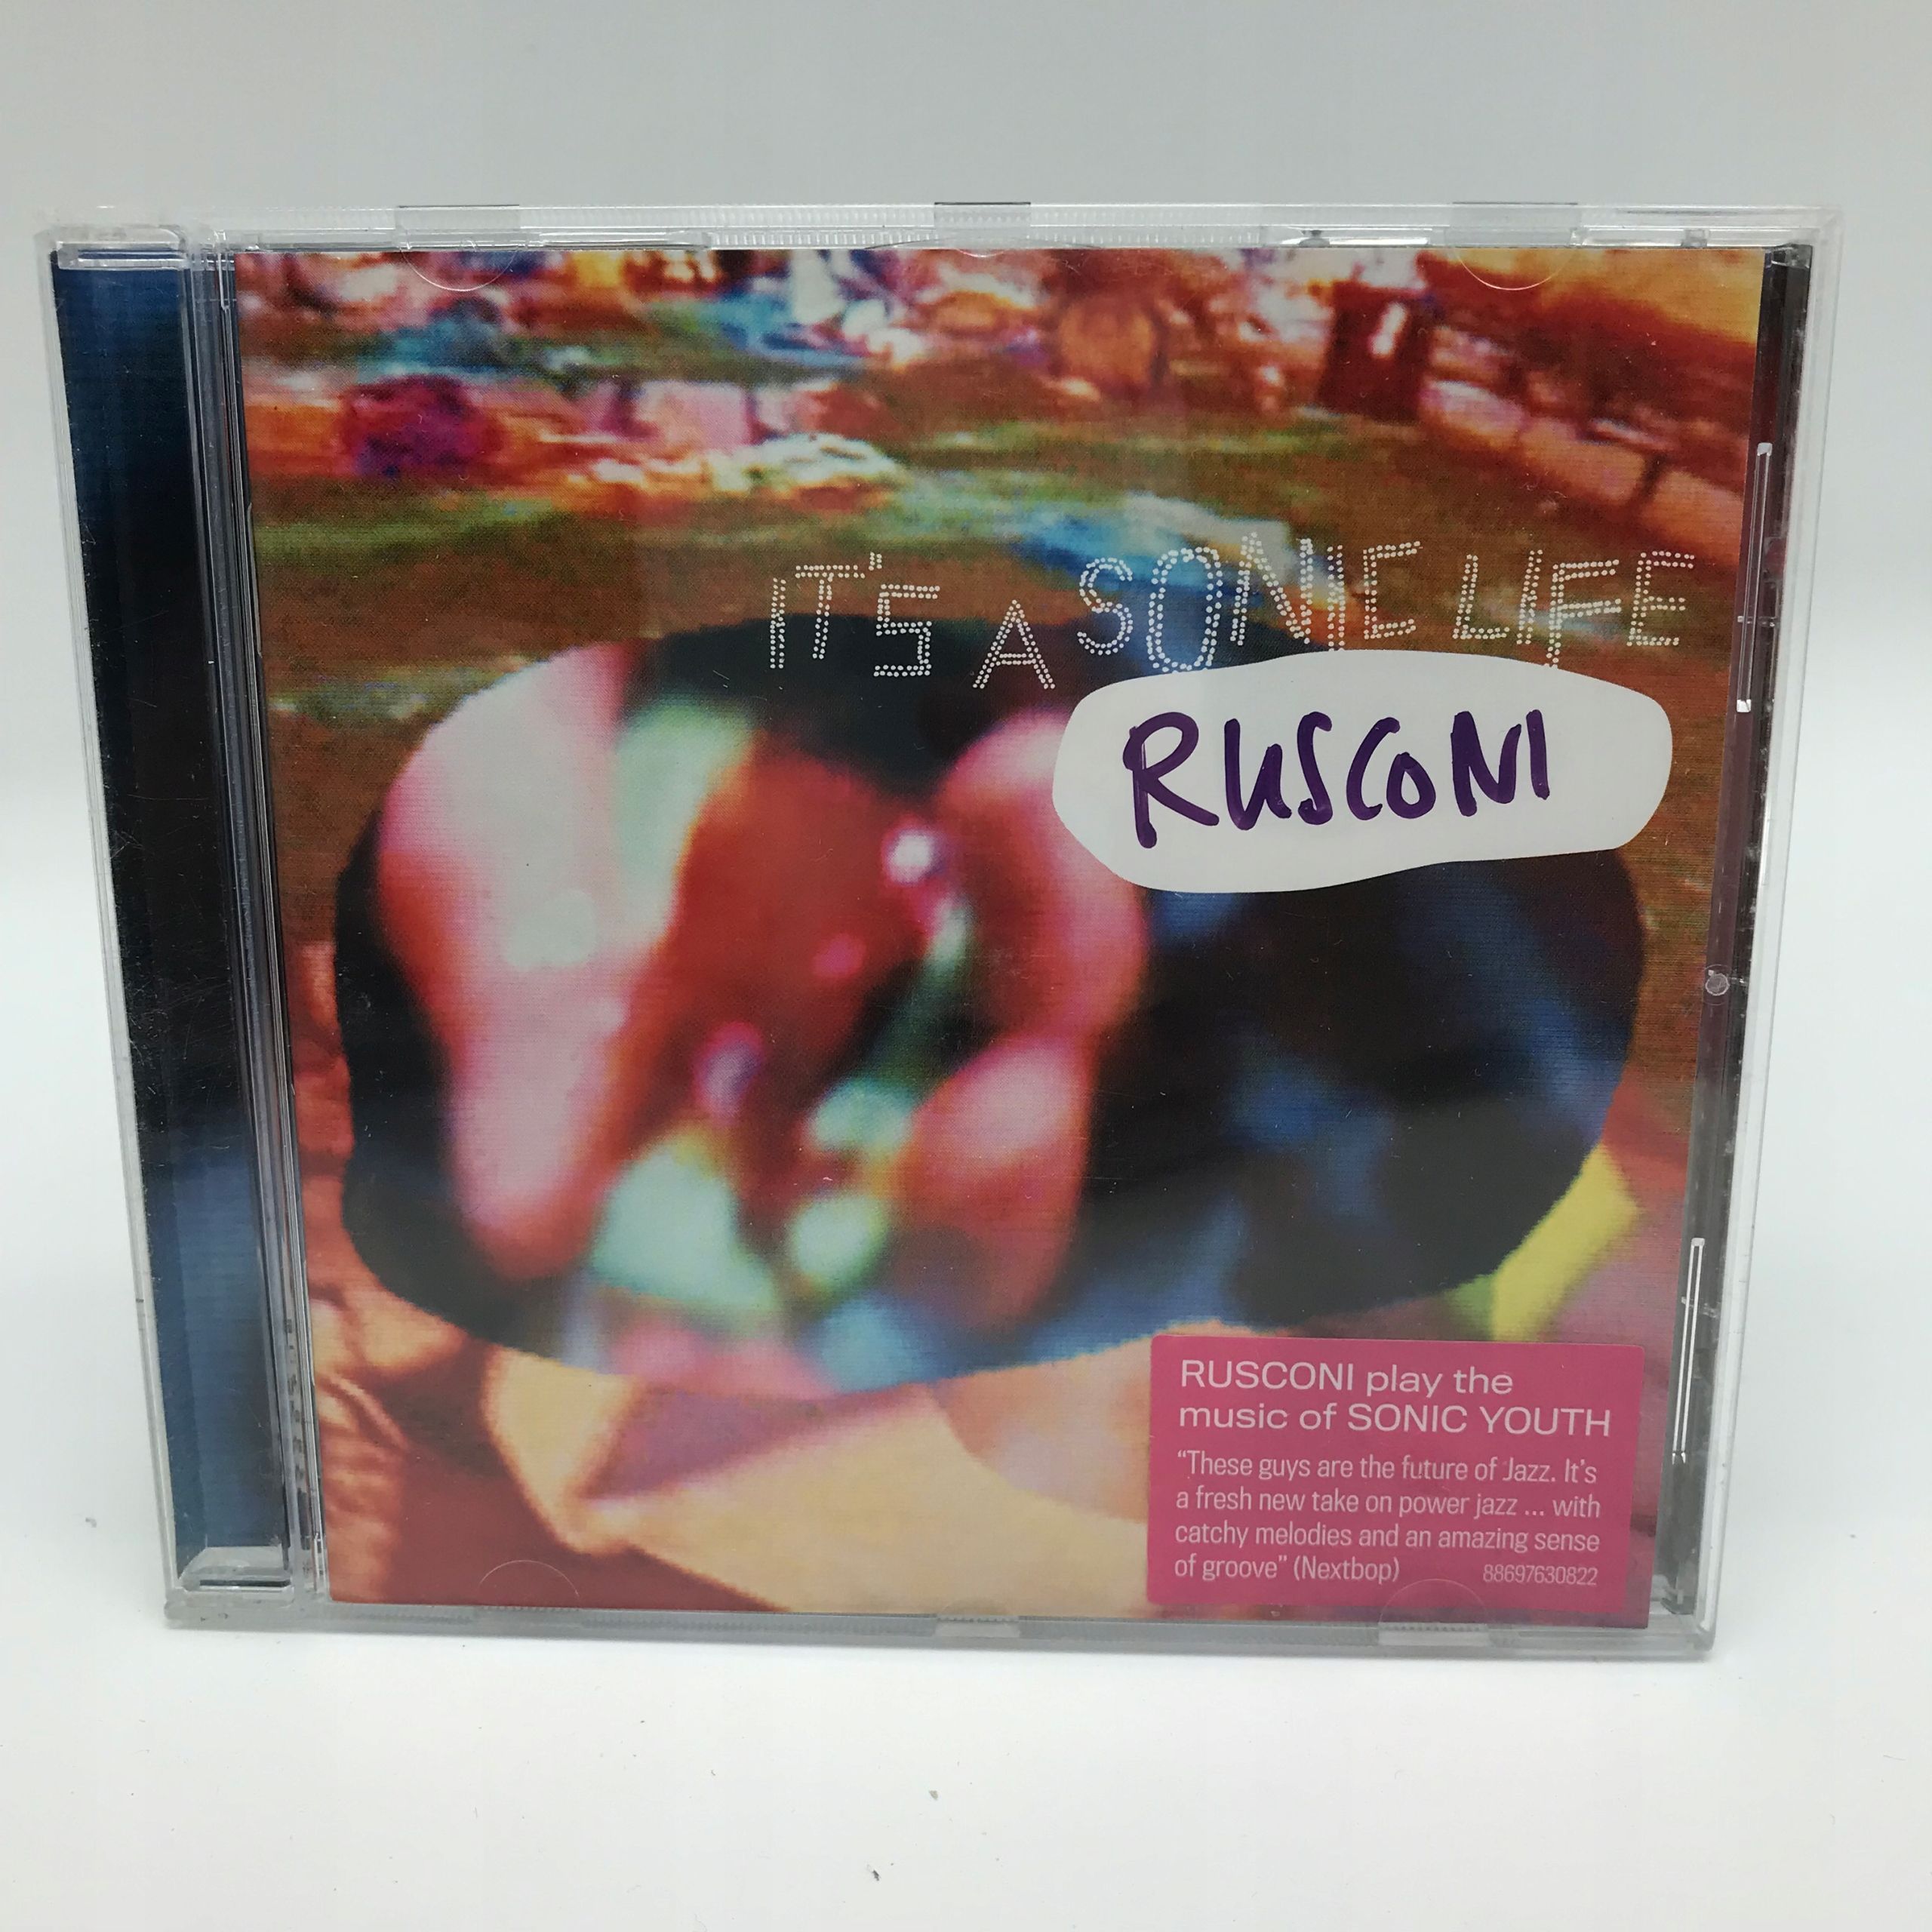 IT'S A SONIC LIFE
RUSCONI
RUSCONI play the
music of SONIC YOUTH
“These guys are the future of Jazz. It's
a fresh new take on power jazz ... with
catchy melodies and an amazing sense
of groove” (Nextbop) 88697630822